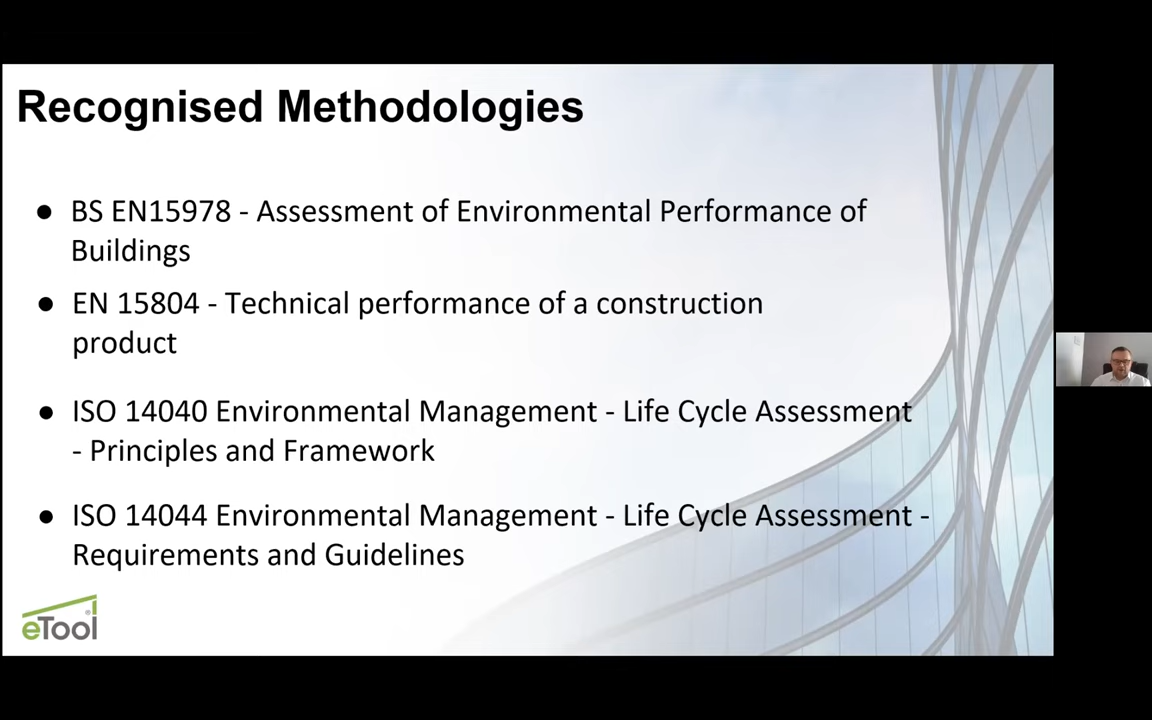 Recognised Methodologies
● BS EN15978 - Assessment of Environmental Performance of
Buildings
● EN 15804 - Technical performance of a construction
product
● ISO 14040 Environmental Management - Life Cycle Assessment
- Principles and Framework
● ISO 14044 Environmental Management - Life Cycle Assessment -
Requirements and Guidelines
eTool®